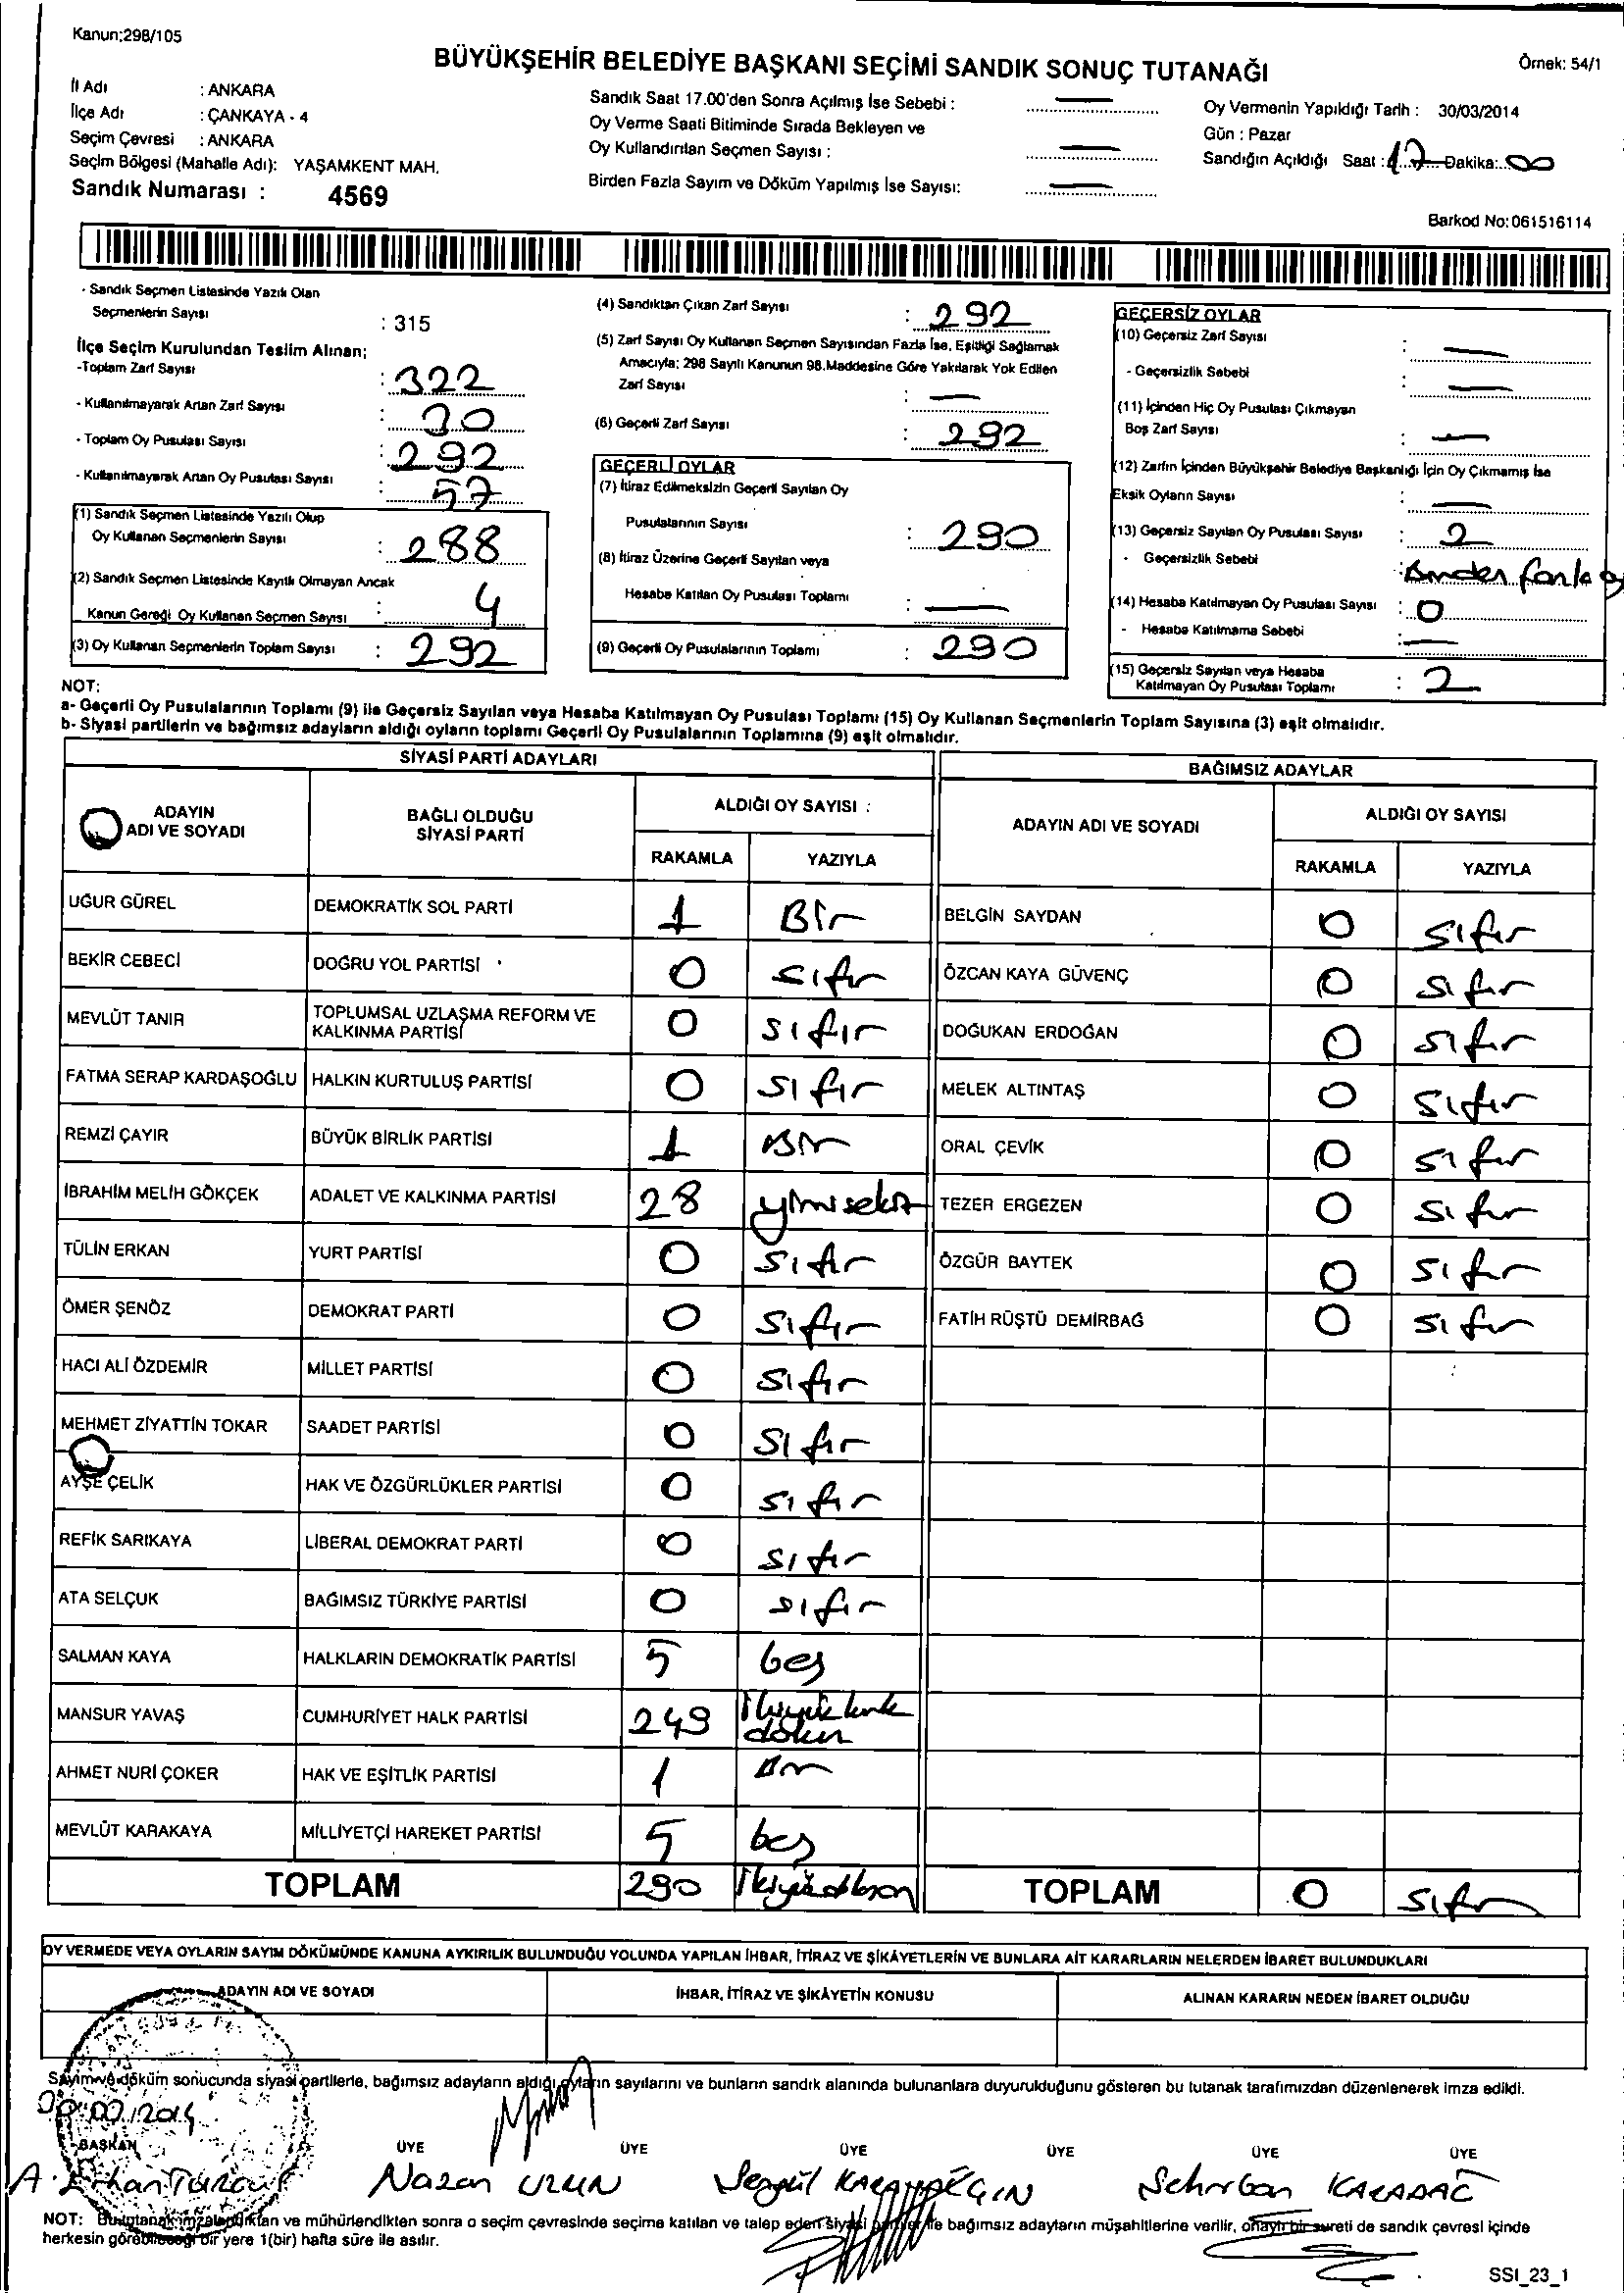 Kanun:298/105
BÜYÜKŞEHİR BELEDİYE BAŞKANI SEÇİMİ SANDIK SONUÇ TUTANAĞI
Örnek: 54/1
İl Adı : ANKARA
İlçe Adı : ÇANKAYA - 4
Seçim Çevresi : ANKARA
Seçim Bölgesi (Mahalle Adı): YAŞAMKENT MAH.
Sandık Numarası : 4569
Sandık Saat 17.00'den Sonra Açılmış İse Sebebi : —
Oy Verme Saati Bitiminde Sırada Bekleyen ve
Oy Kullandırılan Seçmen Sayısı : —
Birden Fazla Sayım ve Döküm Yapılmış İse Sayısı: —
Oy Vermenin Yapıldığı Tarih : 30/03/2014
Gün : Pazar
Sandığın Açıldığı Saat : 17 Dakika: 00
Barkod No: 061516114
- Sandık Seçmen Listesinde Yazılı Olan
Seçmenlerin Sayısı : 315
İlçe Seçim Kurulundan Teslim Alınan;
-Toplam Zarf Sayısı : 322
- Kullanılmayarak Artan Zarf Sayısı : 30
- Toplam Oy Pusulası Sayısı : 292
- Kullanılmayarak Artan Oy Pusulası Sayısı : 57
(1) Sandık Seçmen Listesinde Yazılı Olup
Oy Kullanan Seçmenlerin Sayısı : 288
(2) Sandık Seçmen Listesinde Kayıtlı Olmayan Ancak
Kanun Gereği Oy Kullanan Seçmen Sayısı : 4
(3) Oy Kullanan Seçmenlerin Toplam Sayısı : 292
(4) Sandıktan Çıkan Zarf Sayısı : 292
(5) Zarf Sayısı Oy Kullanan Seçmen Sayısından Fazla İse, Eşitliği Sağlamak
Amacıyla; 298 Sayılı Kanunun 98.Maddesine Göre Yakılarak Yok Edilen
Zarf Sayısı : —
(6) Geçerli Zarf Sayısı : 292
GEÇERLİ OYLAR
(7) İtiraz Edilmeksizin Geçerli Sayılan Oy
Pusulalarının Sayısı : 290
(8) İtiraz Üzerine Geçerli Sayılan veya
Hesaba Katılan Oy Pusulası Toplamı : —
(9) Geçerli Oy Pusulalarının Toplamı : 290
GEÇERSİZ OYLAR
(10) Geçersiz Zarf Sayısı : —
- Geçersizlik Sebebi : —
(11) İçinden Hiç Oy Pusulası Çıkmayan
Boş Zarf Sayısı : —
(12) Zarfın İçinden Büyükşehir Belediye Başkanlığı İçin Oy Çıkmamış İse
Eksik Oyların Sayısı : —
(13) Geçersiz Sayılan Oy Pusulası Sayısı : 2
- Geçersizlik Sebebi :
(14) Hesaba Katılmayan Oy Pusulası Sayısı : 0
- Hesaba Katılmama Sebebi : —
(15) Geçersiz Sayılan veya Hesaba
Katılmayan Oy Pusulası Toplamı : 2
NOT:
a- Geçerli Oy Pusulalarının Toplamı (9) ile Geçersiz Sayılan veya Hesaba Katılmayan Oy Pusulası Toplamı (15) Oy Kullanan Seçmenlerin Toplam Sayısına (3) eşit olmalıdır.
b- Siyasi partilerin ve bağımsız adayların aldığı oyların toplamı Geçerli Oy Pusulalarının Toplamına (9) eşit olmalıdır.
SİYASİ PARTİ ADAYLARI
ADAYIN ADI VE SOYADI BAĞLI OLDUĞU SİYASİ PARTİ ALDIĞI OY SAYISI :
RAKAMLA YAZIYLA
UĞUR GÜREL DEMOKRATİK SOL PARTİ 1 Bir
BEKİR CEBECİ DOĞRU YOL PARTİSİ 0 sıfır
MEVLÜT TANIR TOPLUMSAL UZLAŞMA REFORM VE KALKINMA PARTİSİ 0 sıfır
FATMA SERAP KARDAŞOĞLU HALKIN KURTULUŞ PARTİSİ 0 sıfır
REMZİ ÇAYIR BÜYÜK BİRLİK PARTİSİ 1 Bir
İBRAHİM MELİH GÖKÇEK ADALET VE KALKINMA PARTİSİ 28 yirmisekiz
TÜLİN ERKAN YURT PARTİSİ 0 sıfır
ÖMER ŞENÖZ DEMOKRAT PARTİ 0 sıfır
HACI ALİ ÖZDEMİR MİLLET PARTİSİ 0 sıfır
MEHMET ZİYATTİN TOKAR SAADET PARTİSİ 0 sıfır
AYŞE ÇELİK HAK VE ÖZGÜRLÜKLER PARTİSİ 0 sıfır
REFİK SARIKAYA LİBERAL DEMOKRAT PARTİ 0 sıfır
ATA SELÇUK BAĞIMSIZ TÜRKİYE PARTİSİ 0 sıfır
SALMAN KAYA HALKLARIN DEMOKRATİK PARTİSİ 5 beş
MANSUR YAVAŞ CUMHURİYET HALK PARTİSİ 249 ikiyüzkırk dokuz
AHMET NURİ ÇOKER HAK VE EŞİTLİK PARTİSİ 1 Bir
MEVLÜT KARAKAYA MİLLİYETÇİ HAREKET PARTİSİ 5 beş
TOPLAM 290 ikiyüzdoksan
BAĞIMSIZ ADAYLAR
ADAYIN ADI VE SOYADI ALDIĞI OY SAYISI
RAKAMLA YAZIYLA
BELGİN SAYDAN 0 sıfır
ÖZCAN KAYA GÜVENÇ 0 sıfır
DOĞUKAN ERDOĞAN 0 sıfır
MELEK ALTINTAŞ 0 sıfır
ORAL ÇEVİK 0 sıfır
TEZER ERGEZEN 0 sıfır
ÖZGÜR BAYTEK 0 sıfır
FATİH RÜŞTÜ DEMİRBAĞ 0 sıfır
TOPLAM 0 sıfır
OY VERMEDE VEYA OYLARIN SAYIM DÖKÜMÜNDE KANUNA AYKIRILIK BULUNDUĞU YOLUNDA YAPILAN İHBAR, İTİRAZ VE ŞİKÂYETLERİN VE BUNLARA AİT KARARLARIN NELERDEN İBARET BULUNDUKLARI
ADAYIN ADI VE SOYADI İHBAR, İTİRAZ VE ŞİKÂYETİN KONUSU ALINAN KARARIN NEDEN İBARET OLDUĞU
Sayım ve döküm sonucunda siyasi partilerle, bağımsız adayların aldığı oyların sayılarını ve bunların sandık alanında bulunanlara duyurulduğunu gösteren bu tutanak tarafımızdan düzenlenerek imza edildi.
BAŞKAN ÜYE ÜYE ÜYE ÜYE ÜYE ÜYE
Nazan UZUN Sehriban KARADAĞ
NOT: Bu tutanak imzalandıktan ve mühürlendikten sonra o seçim çevresinde seçime katılan ve talep eden siyasi partiler ile bağımsız adayların müşahitlerine verilir, onaylı bir sureti de sandık çevresi içinde
herkesin görebileceği bir yere 1(bir) hafta süre ile asılır.
SSI_23_1